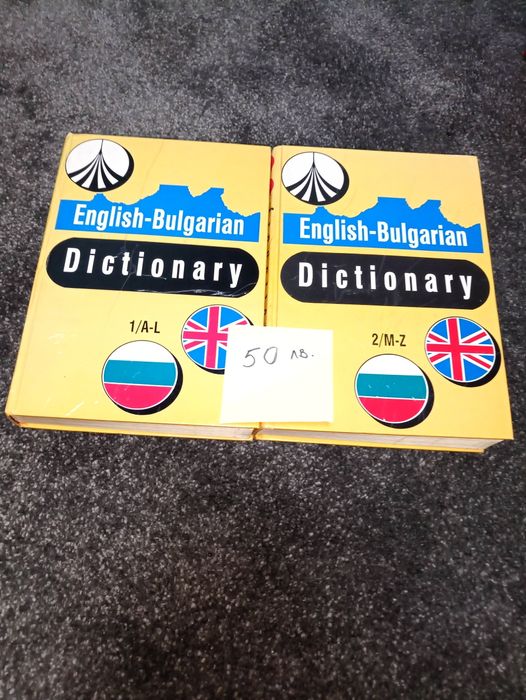 English-Bulgarian
Dictionary
1/A-L
English-Bulgarian
Dictionary
2/M-Z
50 лв.